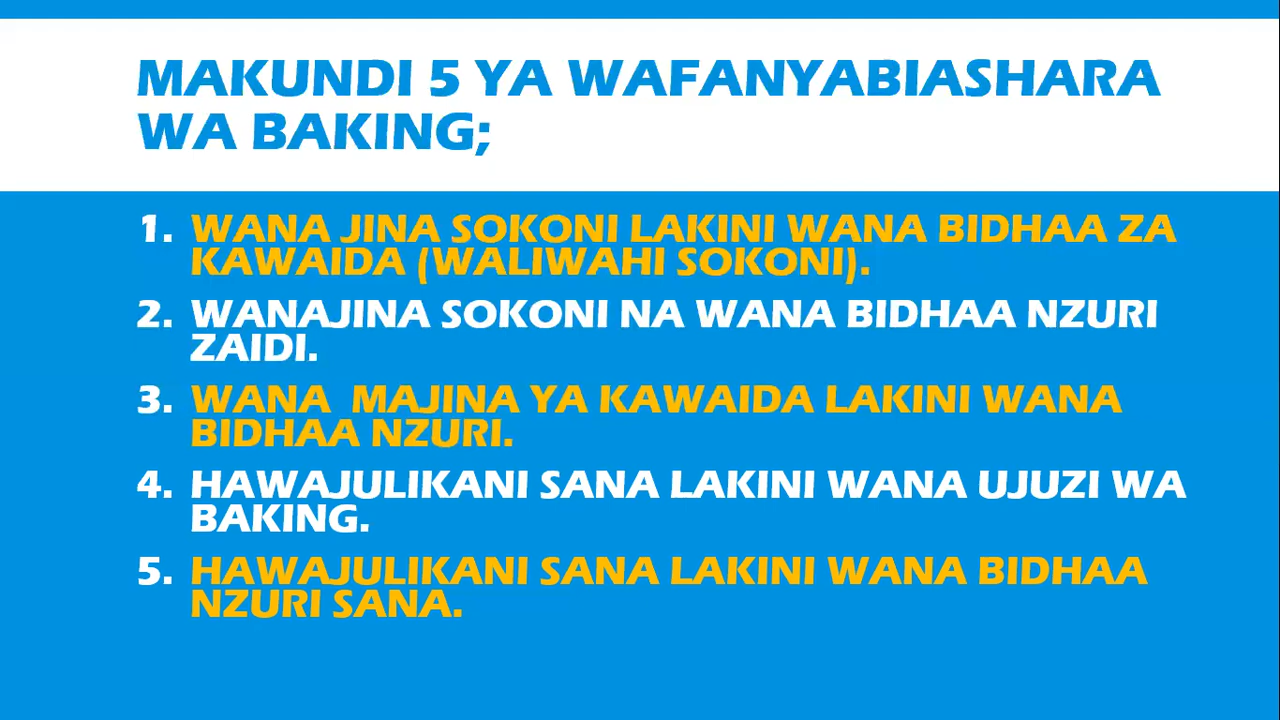 MAKUNDI 5 YA WAFANYABIASHARA
WA BAKING;
1. WANA JINA SOKONI LAKINI WANA BIDHAA ZA
KAWAIDA (WALIWAHI SOKONI).
2. WANAJINA SOKONI NA WANA BIDHAA NZURI
ZAIDI.
3. WANA MAJINA YA KAWAIDA LAKINI WANA
BIDHAA NZURI.
4. HAWAJULIKANI SANA LAKINI WANA UJUZI WA
BAKING.
5. HAWAJULIKANI SANA LAKINI WANA BIDHAA
NZURI SANA.